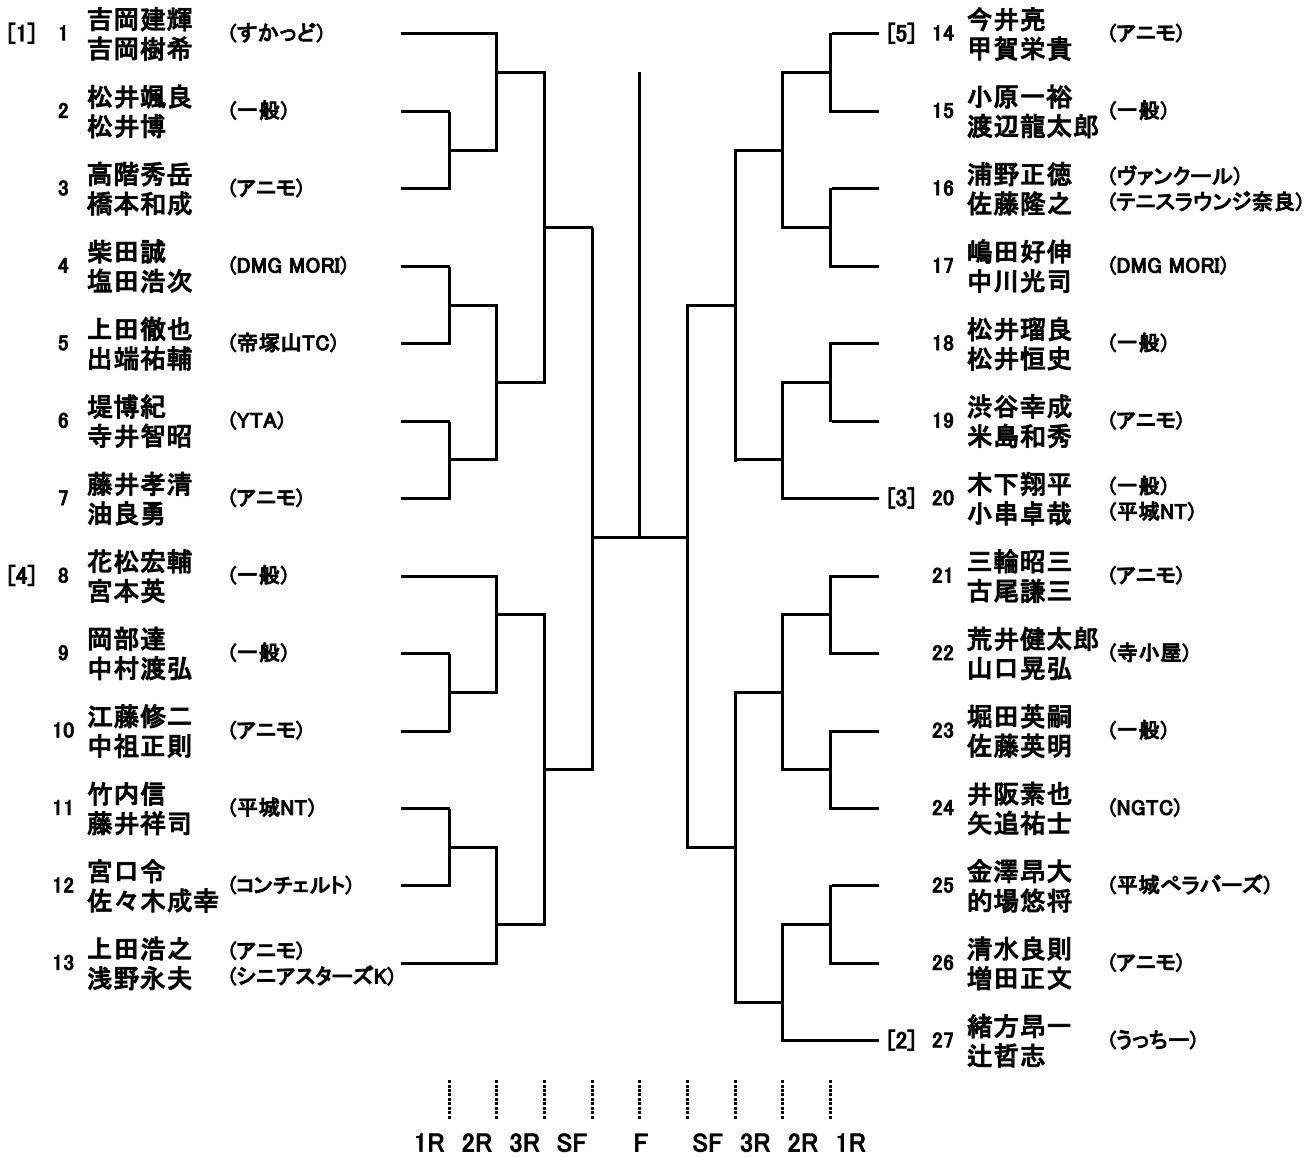 [1] 1 吉岡建輝 (すかっど)
吉岡樹希
2 松井颯良 (一般)
松井博
3 高階秀岳 (アニモ)
橋本和成
4 柴田誠 (DMG MORI)
塩田浩次
5 上田徹也 (帝塚山TC)
出端祐輔
6 堤博紀 (YTA)
寺井智昭
7 藤井孝清 (アニモ)
油良勇
[4] 8 花松宏輔 (一般)
宮本英
9 岡部達 (一般)
中村渡弘
10 江藤修二 (アニモ)
中祖正則
11 竹内信 (平城NT)
藤井祥司
12 宮口令 (コンチェルト)
佐々木成幸
13 上田浩之 (アニモ)
浅野永夫 (シニアスターズK)
[5] 14 今井亮 (アニモ)
甲賀栄貴
15 小原一裕 (一般)
渡辺龍太郎
16 浦野正徳 (ヴァンクール)
佐藤隆之 (テニスラウンジ奈良)
17 嶋田好伸 (DMG MORI)
中川光司
18 松井瑠良 (一般)
松井恒史
19 渋谷幸成 (アニモ)
米島和秀
[3] 20 木下翔平 (一般)
小串卓哉 (平城NT)
21 三輪昭三 (アニモ)
古尾謙三
22 荒井健太郎 (寺小屋)
山口晃弘
23 堀田英嗣 (一般)
佐藤英明
24 井阪素也 (NGTC)
矢追祐士
25 金澤昂大 (平城ペラバーズ)
的場悠将
26 清水良則 (アニモ)
増田正文
[2] 27 緒方昂一 (うっちー)
辻哲志
1R 2R 3R SF F SF 3R 2R 1R